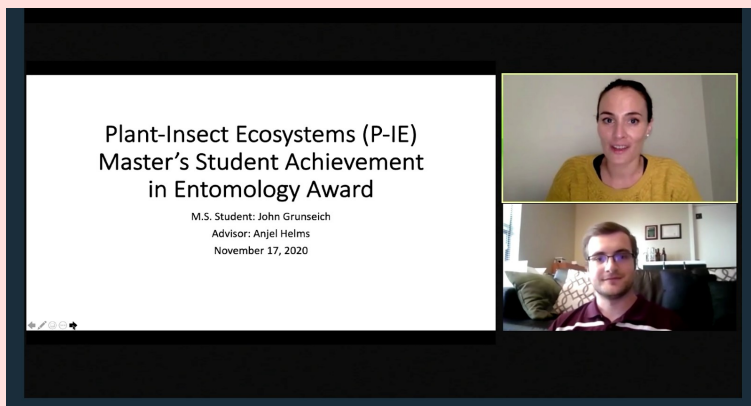 Plant-Insect Ecosystems (P-IE)
Master’s Student Achievement
in Entomology Award
M.S. Student: John Grunseich
Advisor: Anjel Helms
November 17, 2020